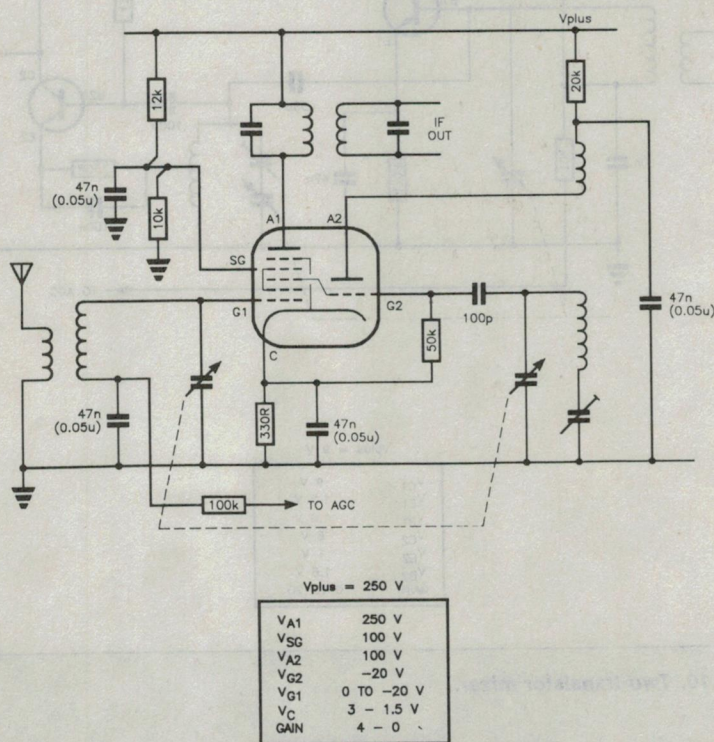 Vplus
12k
20k
IF
OUT
47n
(0.05u)
10k
A1
A2
SG
G1
G2
C
100p
50k
47n
(0.05u)
47n
(0.05u)
330R
47n
(0.05u)
100k
TO AGC
Vplus = 250 V
VA1 250 V
VSG 100 V
VA2 100 V
VG2 -20 V
VG1 0 TO -20 V
VC 3 - 1.5 V
GAIN 4 - 0